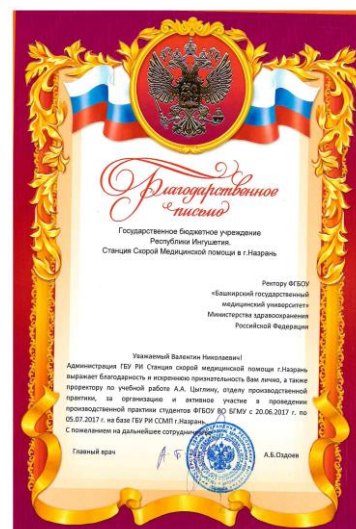 Благодарственное
письмо
Государственное бюджетное учреждение
Республики Ингушетия.
Станция Скорой Медицинской помощи в г.Назрань
Ректору ФГБОУ
«Башкирский государственный
медицинский университет»
Министерства здравоохранения
Российской Федерации
Уважаемый Валентин Николаевич!
Администрация ГБУ РИ Станция скорой медицинской помощи г.Назрань
выражает благодарность и искреннюю признательность Вам лично, а также
проректору по учебной работе А.А. Цыглину, отделу производственной
практики, за организацию и активное участие в проведении
производственной практики студентов ФГБОУ ВО БГМУ с 20.06.2017 г. по
05.07.2017 г. на базе ГБУ РИ ССМП г.Назрань.
С пожеланием на дальнейшее
Главный врач
А.Б.Оздоев